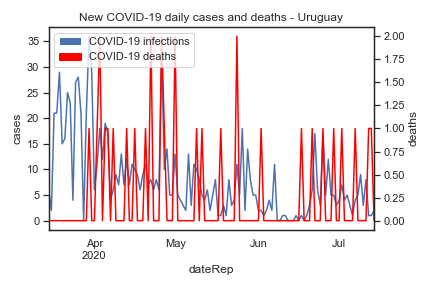 New COVID-19 daily cases and deaths - Uruguay
COVID-19 infections
COVID-19 deaths
cases
35
30
25
20
15
10
5
0
deaths
2.00
1.75
1.50
1.25
1.00
0.75
0.50
0.25
0.00
Apr
2020
May
Jun
Jul
dateRep